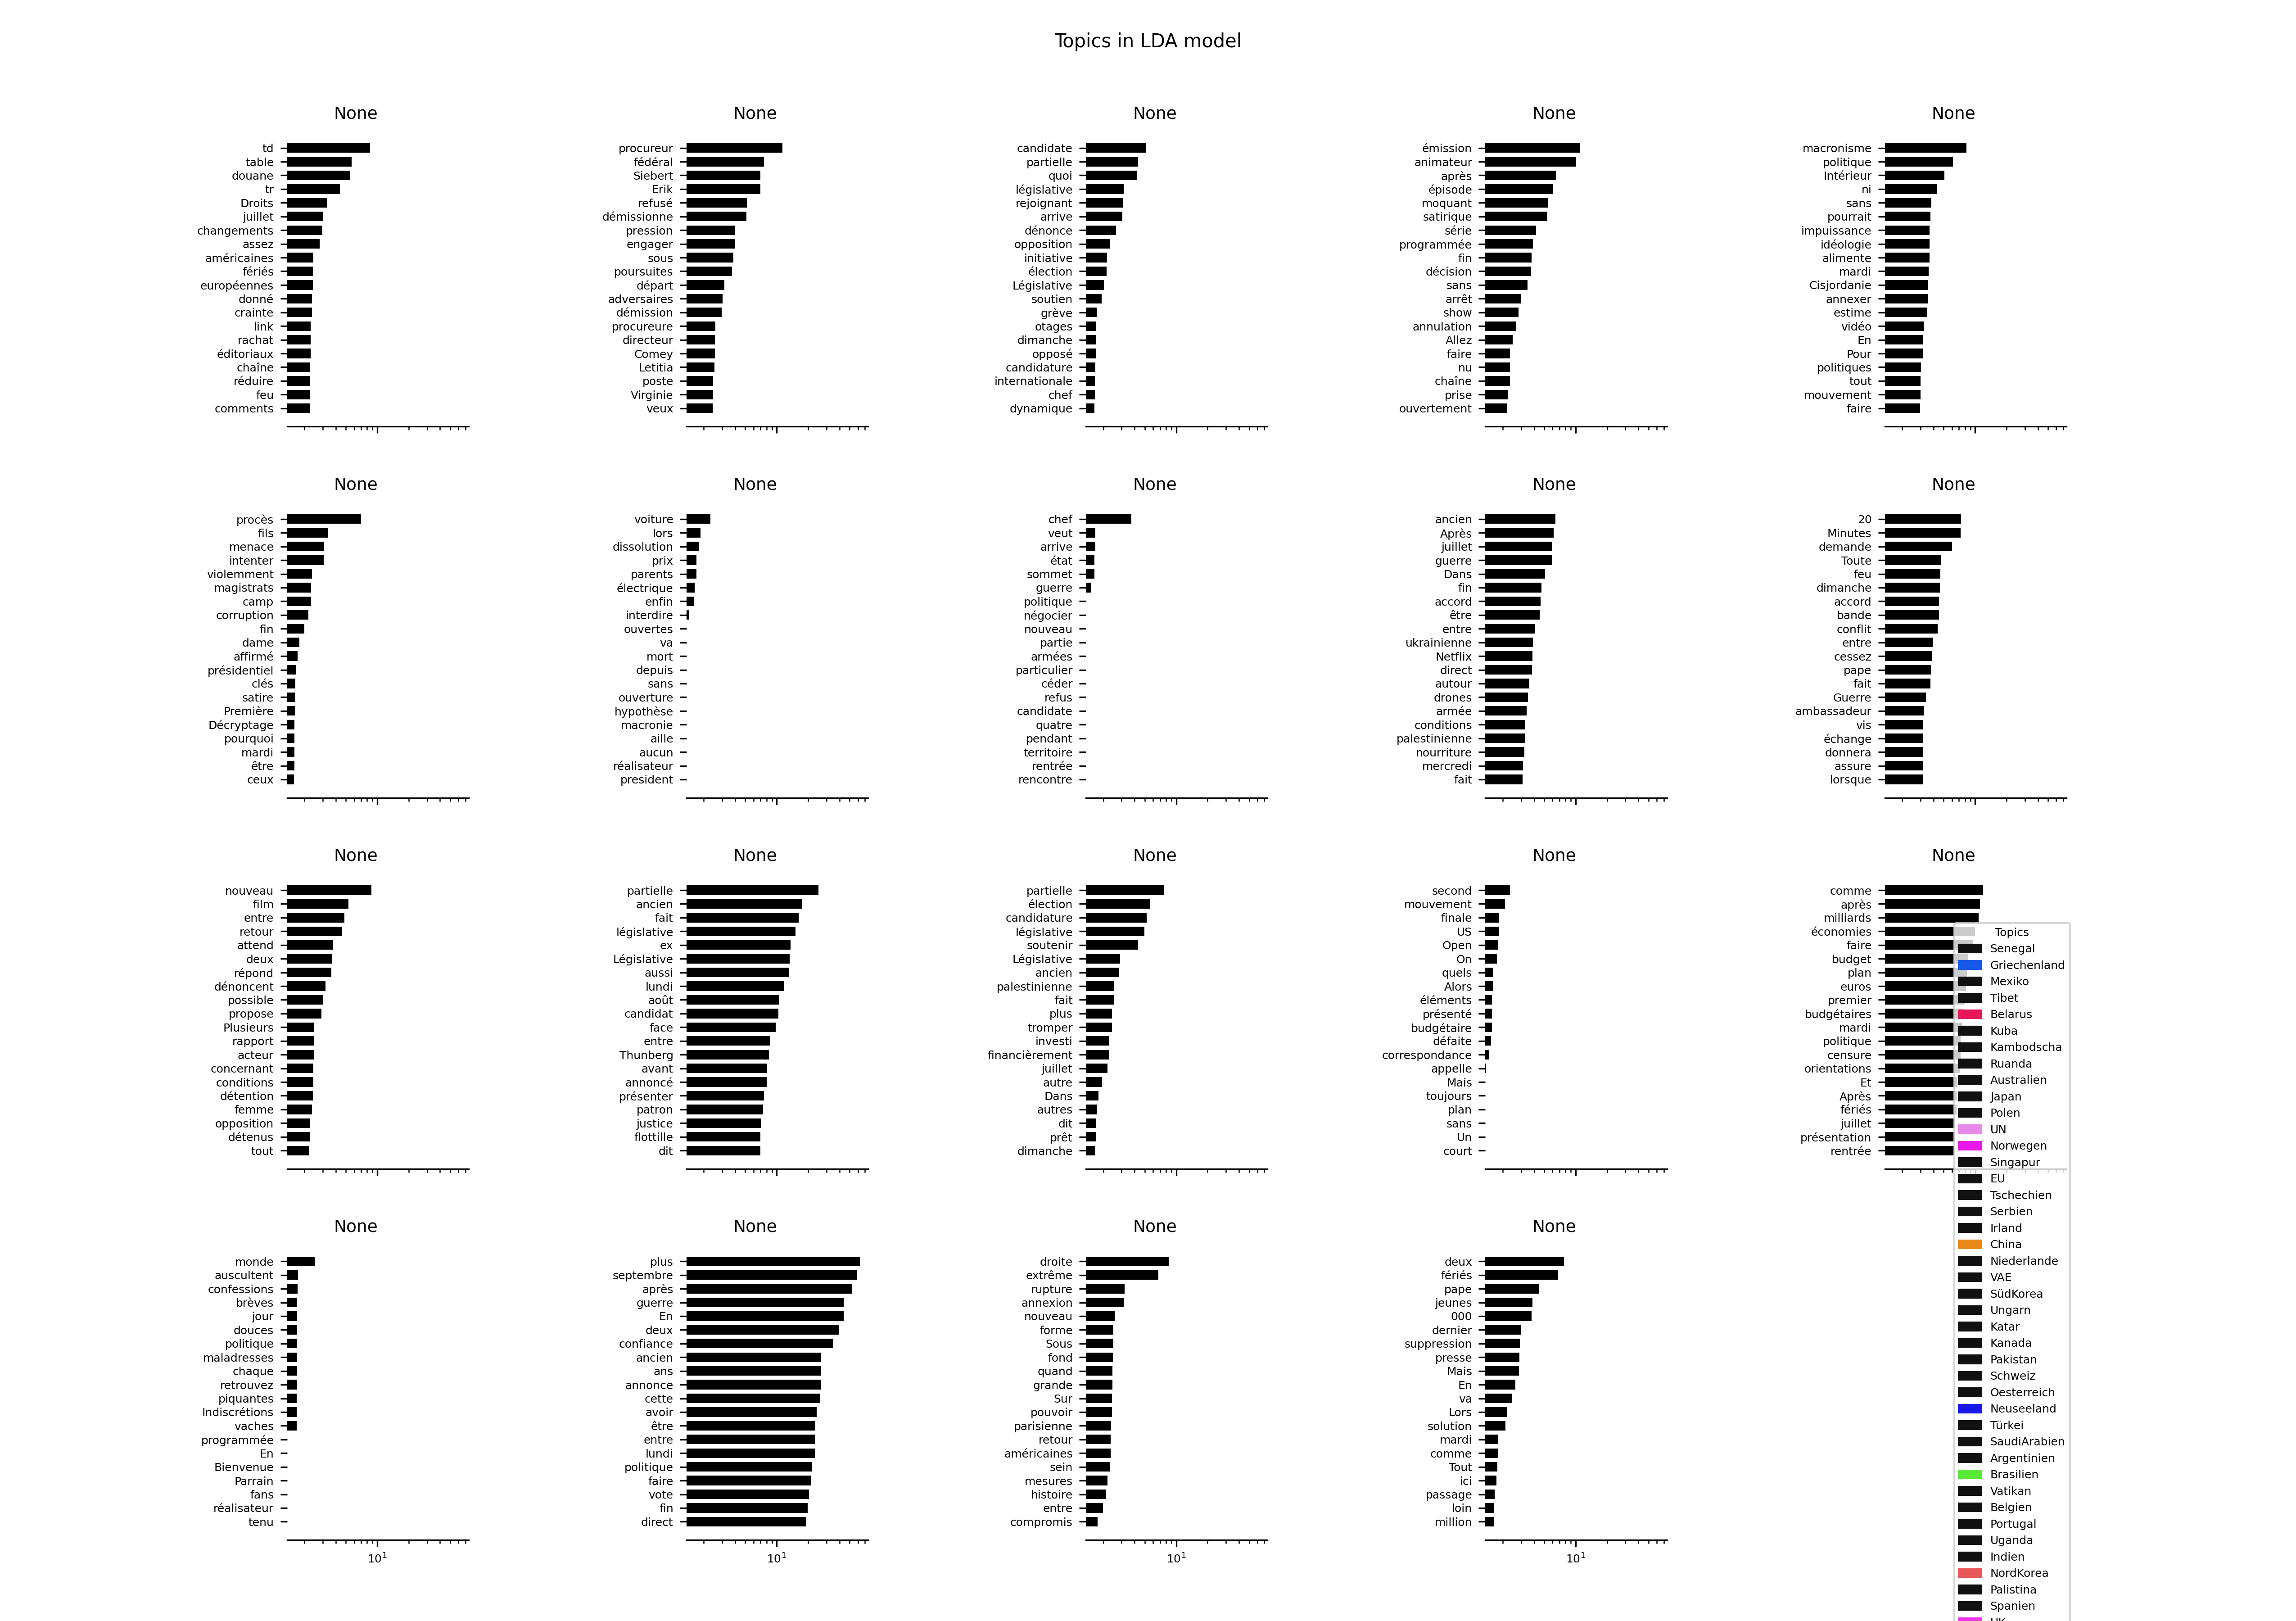 Topics in LDA model
None
td
table
douane
tr
Droits
juillet
changements
assez
américaines
fériés
européennes
donné
crainte
link
rachat
éditoriaux
chaîne
réduire
feu
comments
None
procureur
fédéral
Siebert
Erik
refusé
démissionne
pression
engager
sous
poursuites
départ
adversaires
démission
procureure
directeur
Comey
Letitia
poste
Virginie
veux
None
candidate
partielle
quoi
législative
rejoignant
arrive
dénonce
opposition
initiative
élection
Législative
soutien
grève
otages
dimanche
opposé
candidature
internationale
chef
dynamique
None
émission
animateur
après
épisode
moquant
satirique
série
programmée
fin
décision
sans
arrêt
show
annulation
Allez
faire
nu
chaîne
prise
ouvertement
None
macronisme
politique
Intérieur
ni
sans
pourrait
impuissance
idéologie
alimente
mardi
Cisjordanie
annexer
estime
vidéo
En
Pour
politiques
tout
mouvement
faire
None
procès
fils
menace
intenter
violemment
magistrats
camp
corruption
fin
dame
affirmé
présidentiel
clés
satire
Première
Décryptage
pourquoi
mardi
être
ceux
None
voiture
lors
dissolution
prix
parents
électrique
enfin
interdire
ouvertes
va
mort
depuis
sans
ouverture
hypothèse
macronie
aille
aucun
réalisateur
president
None
chef
veut
arrive
état
sommet
guerre
politique
négocier
nouveau
partie
armées
particulier
céder
refus
candidate
quatre
pendant
territoire
rentrée
rencontre
None
ancien
Après
juillet
guerre
Dans
fin
accord
être
entre
ukrainienne
Netflix
direct
autour
drones
armée
conditions
palestinienne
nourriture
mercredi
fait
None
20
Minutes
demande
Toute
feu
dimanche
accord
bande
conflit
entre
cessez
pape
fait
Guerre
ambassadeur
vis
échange
donnera
assure
lorsque
None
nouveau
film
entre
retour
attend
deux
répond
dénoncent
possible
propose
Plusieurs
rapport
acteur
concernant
conditions
détention
femme
opposition
détenus
tout
None
partielle
ancien
fait
législative
ex
Législative
aussi
lundi
août
candidat
face
entre
Thunberg
avant
annoncé
présenter
patron
justice
flottille
dit
None
partielle
élection
candidature
législative
soutenir
Législative
ancien
palestinienne
fait
plus
tromper
investi
financièrement
juillet
autre
Dans
autres
dit
prêt
dimanche
None
second
mouvement
finale
US
Open
On
quels
Alors
éléments
présenté
budgétaire
défaite
correspondance
appelle
Mais
toujours
plan
sans
Un
court
None
comme
après
milliards
économies
faire
budget
plan
euros
premier
budgétaires
mardi
politique
censure
orientations
Et
Après
fériés
juillet
présentation
rentrée
None
monde
auscultent
confessions
brèves
jour
douces
politique
maladresses
chaque
retrouvez
piquantes
Indiscrétions
vaches
programmée
En
Bienvenue
Parrain
fans
réalisateur
tenu
10¹
None
plus
septembre
après
guerre
En
deux
confiance
ancien
ans
annonce
cette
avoir
être
entre
lundi
politique
faire
vote
fin
direct
10¹
None
droite
extrême
rupture
annexion
nouveau
forme
Sous
fond
quand
grande
Sur
pouvoir
parisienne
retour
américaines
sein
mesures
histoire
entre
compromis
10¹
None
deux
fériés
pape
jeunes
000
dernier
suppression
presse
Mais
En
va
Lors
solution
mardi
comme
Tout
ici
passage
loin
million
10¹
Topics
Senegal
Griechenland
Mexiko
Tibet
Belarus
Kuba
Kambodscha
Ruanda
Australien
Japan
Polen
UN
Norwegen
Singapur
EU
Tschechien
Serbien
Irland
China
Niederlande
VAE
SüdKorea
Ungarn
Katar
Kanada
Pakistan
Schweiz
Oesterreich
Neuseeland
Türkei
SaudiArabien
Argentinien
Brasilien
Vatikan
Belgien
Portugal
Uganda
Indien
NordKorea
Palistina
Spanien